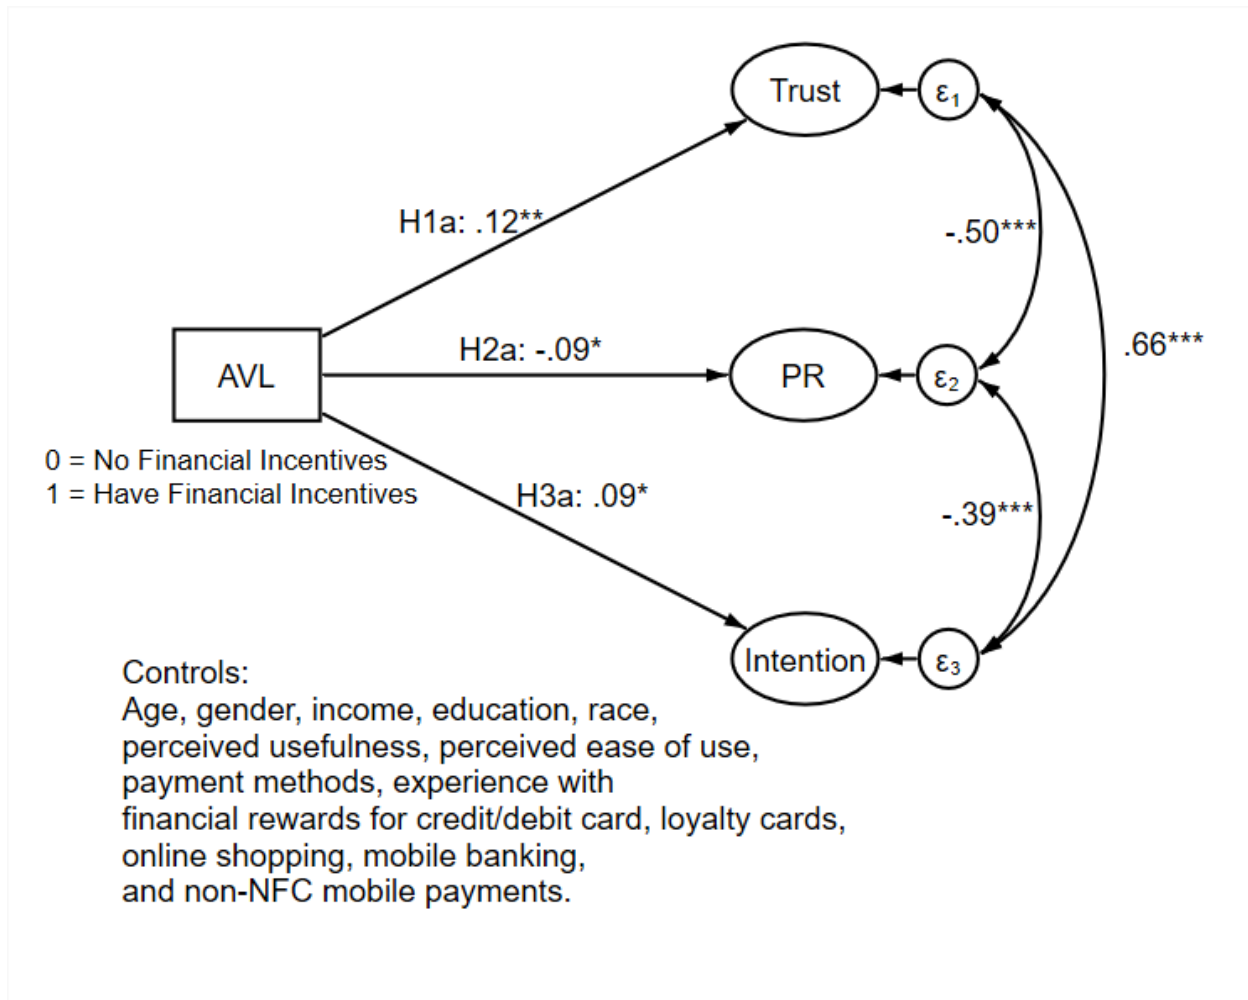 Trust
ε1
H1a: .12**
-.50***
.66***
H2a: -.09*
AVL
PR
ε2
0 = No Financial Incentives
1 = Have Financial Incentives
H3a: .09*
-.39***
Intention
ε3
Controls:
Age, gender, income, education, race,
perceived usefulness, perceived ease of use,
payment methods, experience with
financial rewards for credit/debit card, loyalty cards,
online shopping, mobile banking,
and non-NFC mobile payments.